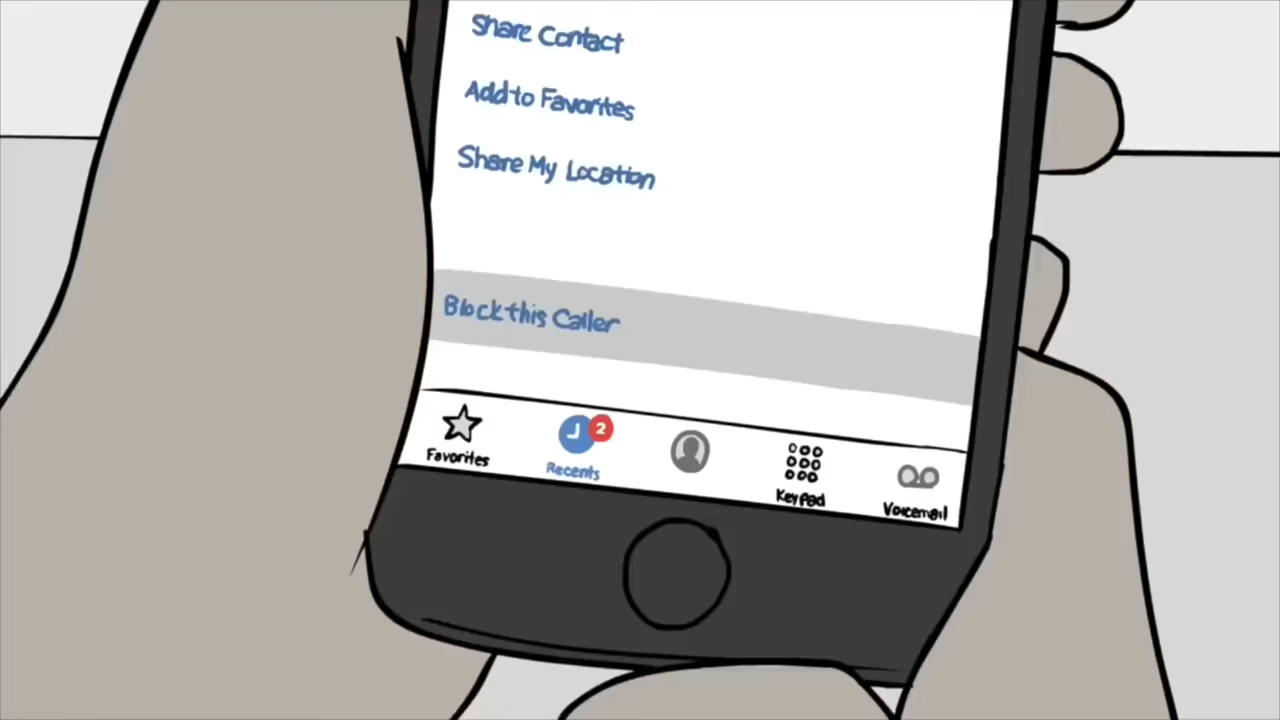 Share Contact
Add to Favorites
Share My Location
Block this Caller
2
Favorites
Recents
Keypad
Voicemail